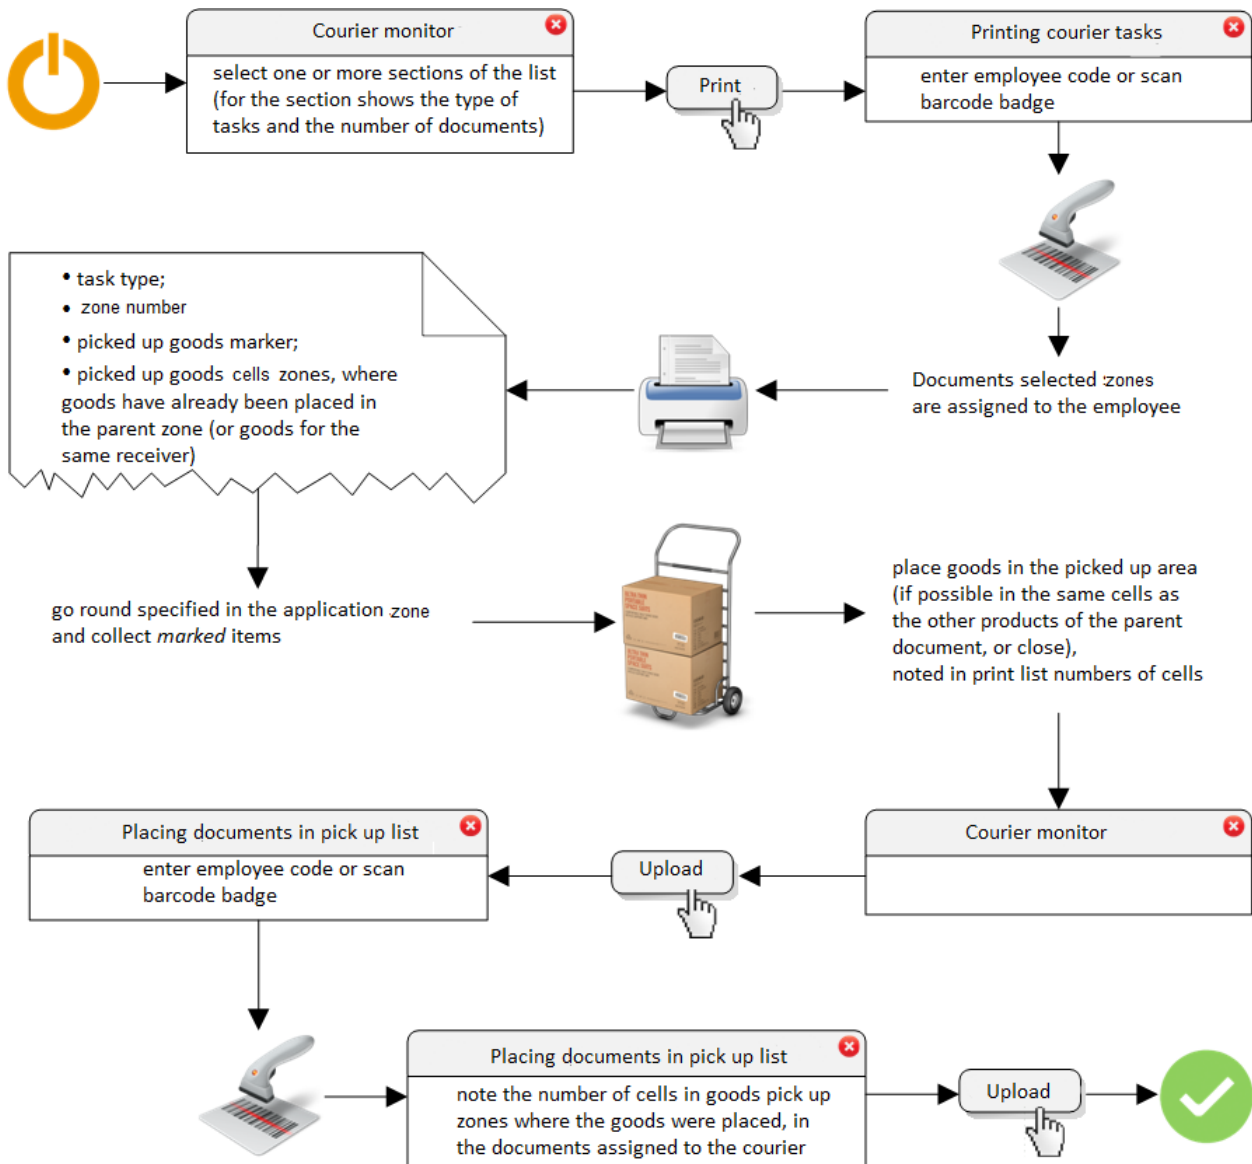 Courier monitor
select one or more sections of the list
(for the section shows the type of
tasks and the number of documents)
Print
Printing courier tasks
enter employee code or scan
barcode badge
• task type;
• zone number
• picked up goods marker;
• picked up goods cells zones, where
goods have already been placed in
the parent zone (or goods for the
same receiver)
Documents selected zones
are assigned to the employee
go round specified in the application zone
and collect marked items
place goods in the picked up area
(if possible in the same cells as
the other products of the parent
document, or close),
noted in print list numbers of cells
Placing documents in pick up list
enter employee code or scan
barcode badge
Upload
Courier monitor
Placing documents in pick up list
note the number of cells in goods pick up
zones where the goods were placed, in
the documents assigned to the courier
Upload